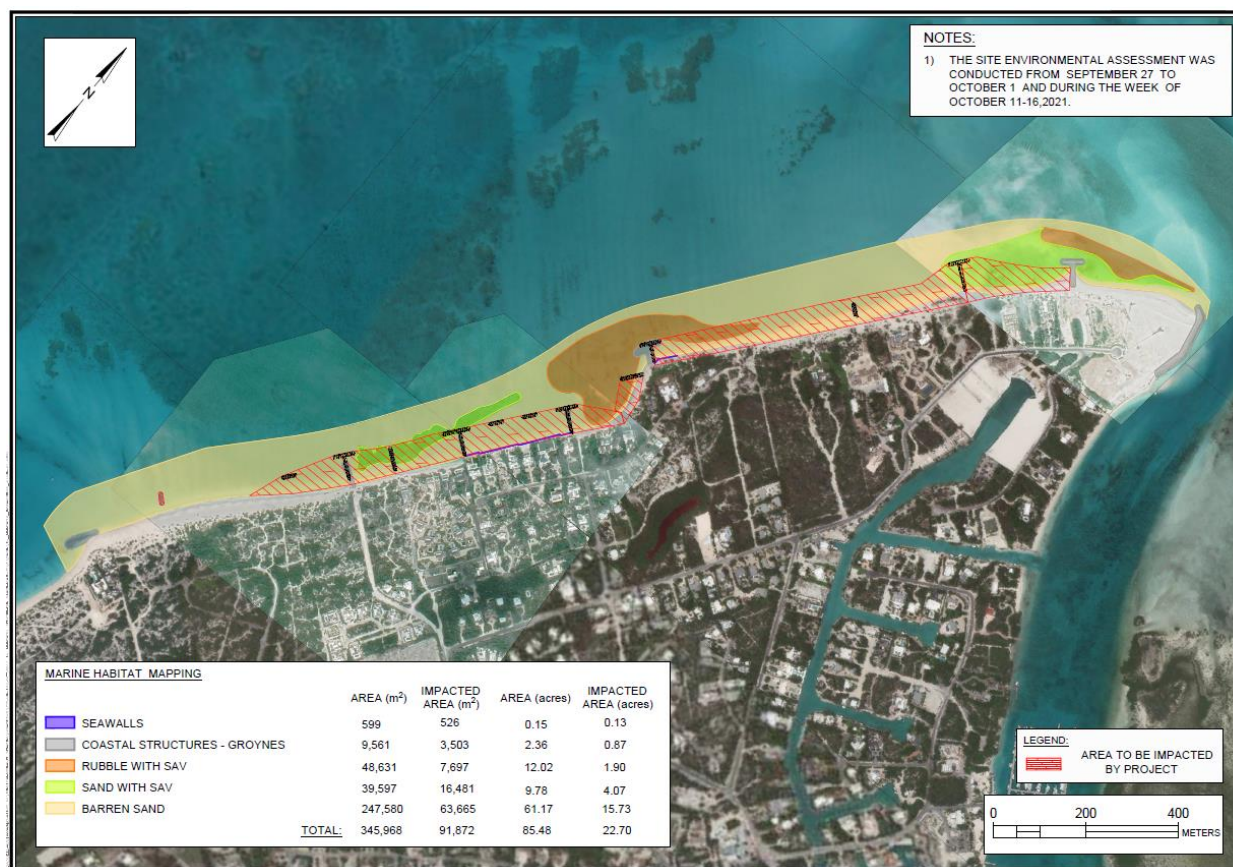 N
NOTES:
1) THE SITE ENVIRONMENTAL ASSESSMENT WAS
CONDUCTED FROM SEPTEMBER 27 TO
OCTOBER 1 AND DURING THE WEEK OF
OCTOBER 11-16,2021.
MARINE HABITAT MAPPING
AREA (m²) IMPACTED AREA (m²) AREA (acres) IMPACTED AREA (acres)
SEAWALLS 599 526 0.15 0.13
COASTAL STRUCTURES - GROYNES 9,561 3,503 2.36 0.87
RUBBLE WITH SAV 48,631 7,697 12.02 1.90
SAND WITH SAV 39,597 16,481 9.78 4.07
BARREN SAND 247,580 63,665 61.17 15.73
TOTAL: 345,968 91,872 85.48 22.70
LEGEND:
AREA TO BE IMPACTED
BY PROJECT
0 200 400
METERS